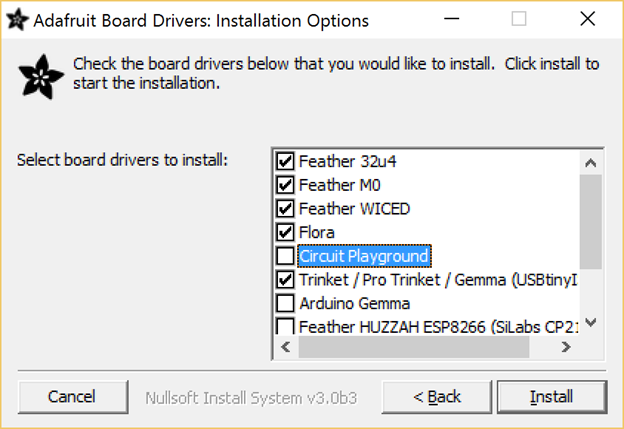 Adafruit Board Drivers: Installation Options
Check the board drivers below that you would like to install. Click install to
start the installation.
Select board drivers to install:
Feather 32u4
Feather M0
Feather WICED
Flora
Circuit Playground
Trinket / Pro Trinket / Gemma (USBtinyI
Arduino Gemma
Feather HUZZAH ESP8266 (SiLabs CP21
Cancel
Nullsoft Install System v3.0b3
< Back
Install